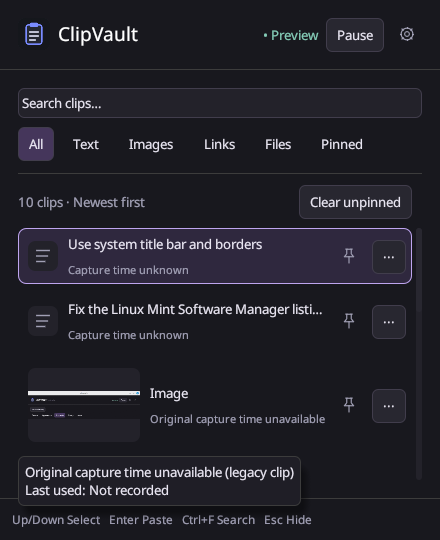 ClipVault
• Preview
Pause
Search clips...
All Text Images Links Files Pinned
10 clips · Newest first
Clear unpinned
Use system title bar and borders
Capture time unknown
...
Fix the Linux Mint Software Manager listi...
Capture time unknown
...
Image
Original capture time unavailable
...
Original capture time unavailable (legacy clip)
Last used: Not recorded
Up/Down Select Enter Paste Ctrl+F Search Esc Hide